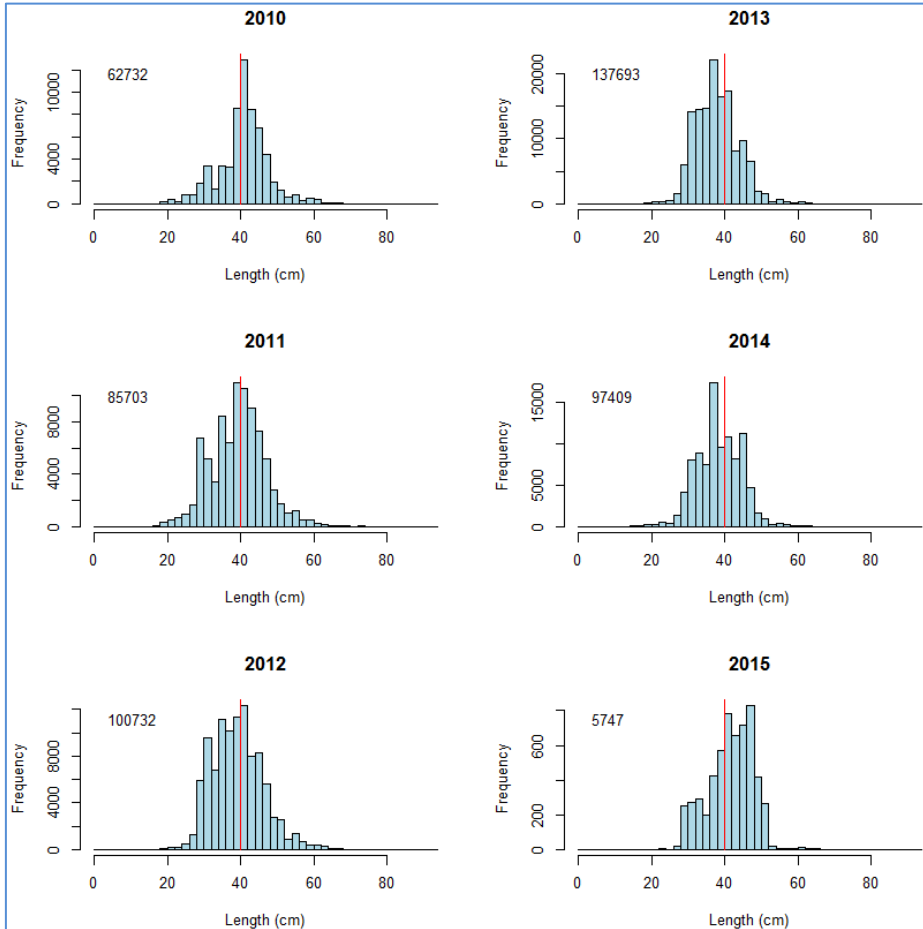 2010
62732
Frequency
0
4000
10000
0 20 40 60 80
Length (cm)
2013
137693
Frequency
0
10000
20000
0 20 40 60 80
Length (cm)
2011
85703
Frequency
0
4000
8000
0 20 40 60 80
Length (cm)
2014
97409
Frequency
0
5000
15000
0 20 40 60 80
Length (cm)
2012
100732
Frequency
0
4000
8000
0 20 40 60 80
Length (cm)
2015
5747
Frequency
0
200
600
0 20 40 60 80
Length (cm)